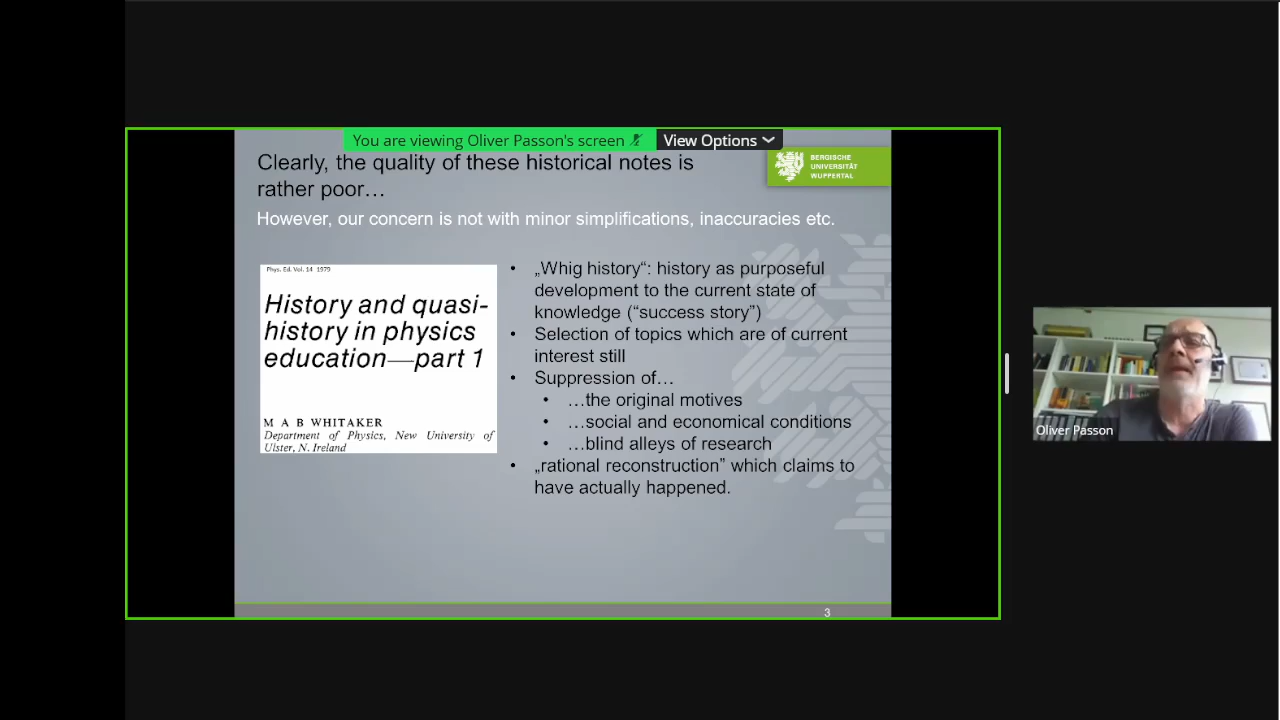 You are viewing Oliver Passon's screen
View Options
Clearly, the quality of these historical notes is
rather poor…
BERGISCHE
UNIVERSITÄT
WUPPERTAL
However, our concern is not with minor simplifications, inaccuracies etc.
Phys. Ed. Vol. 14 1979
History and quasi-
history in physics
education—part 1
M A B WHITAKER
Department of Physics, New University of
Ulster, N. Ireland
• „Whig history“: history as purposeful
development to the current state of
knowledge (“success story”)
• Selection of topics which are of current
interest still
• Suppression of…
• …the original motives
• …social and economical conditions
• …blind alleys of research
• „rational reconstruction” which claims to
have actually happened.
3
Oliver Passon